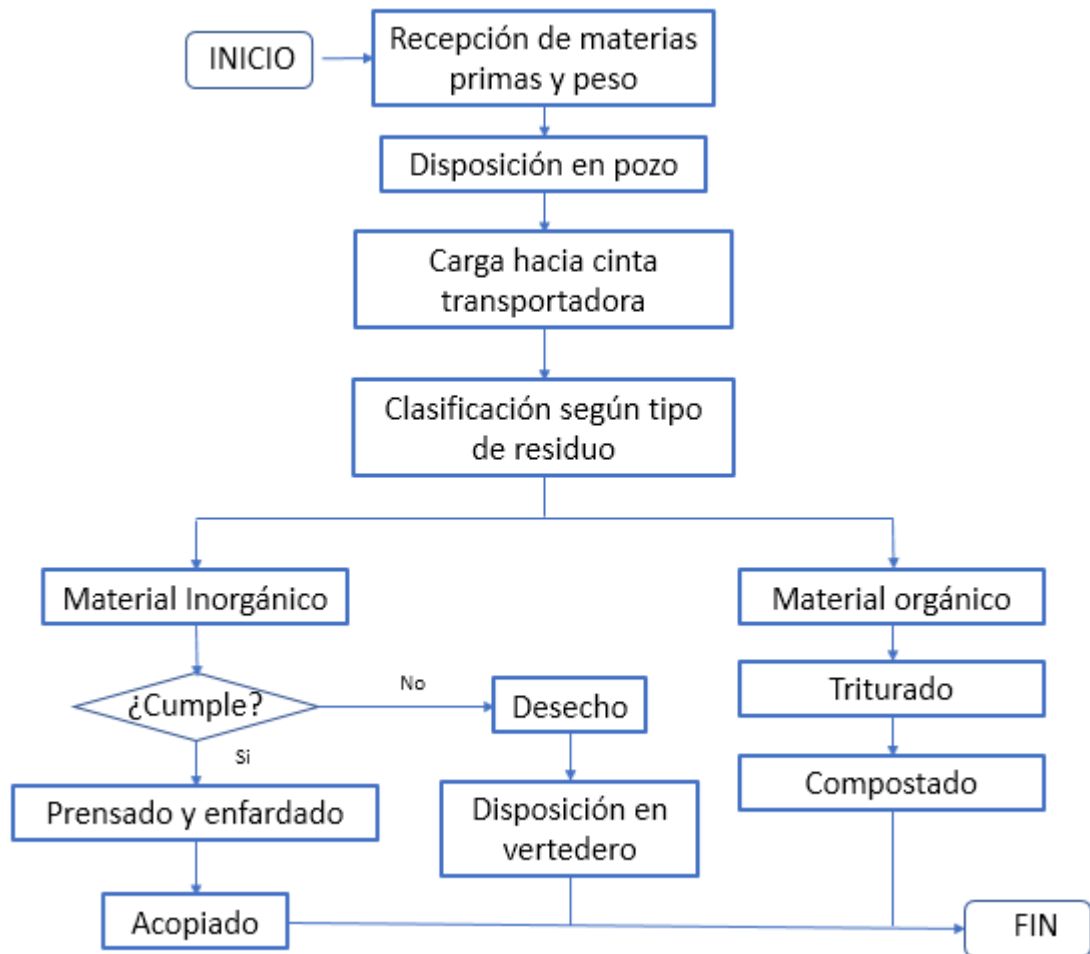 INICIO
Recepción de materias
primas y peso
Disposición en pozo
Carga hacia cinta
transportadora
Clasificación según tipo
de residuo
Material Inorgánico
Material orgánico
¿Cumple?
No
Desecho
Triturado
Si
Prensado y enfardado
Disposición en
vertedero
Compostado
Acopiado
FIN